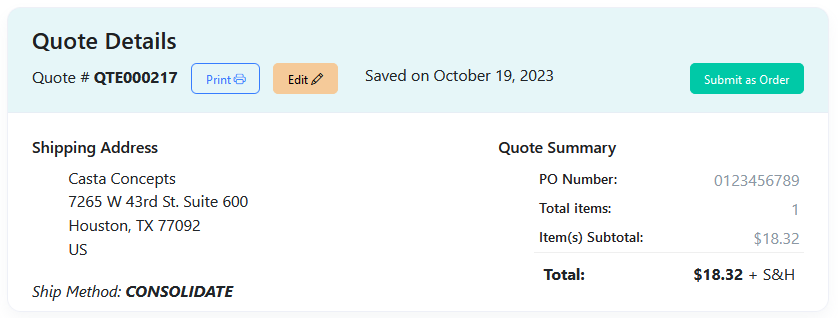 Quote Details
Quote # QTE000217 Print Edit Saved on October 19, 2023 Submit as Order
Shipping Address
Casta Concepts
7265 W 43rd St. Suite 600
Houston, TX 77092
US
Ship Method: CONSOLIDATE
Quote Summary
PO Number: 0123456789
Total items: 1
Item(s) Subtotal: $18.32
Total: $18.32 + S&H